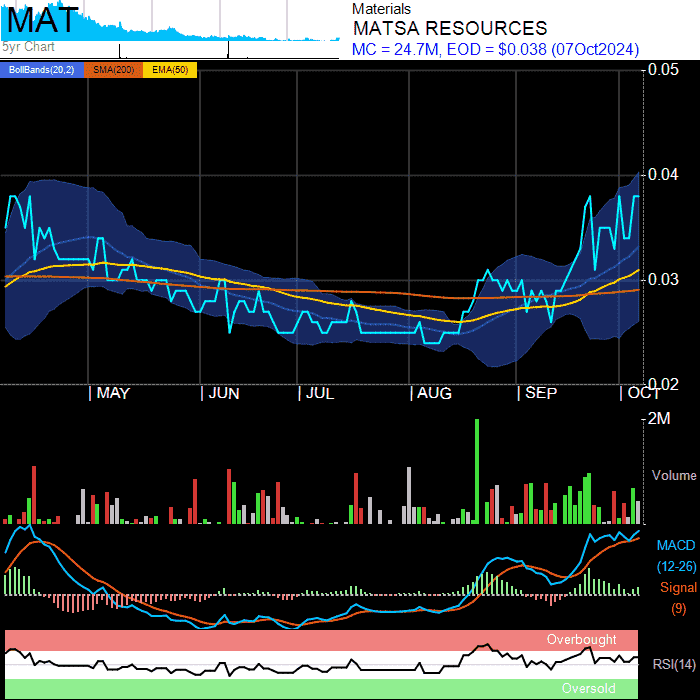 MAT
5yr Chart
Materials
MATSA RESOURCES
MC = 24.7M, EOD = $0.038 (07Oct2024)
BollBands(20,2) SMA(200) EMA(50)
0.05
0.04
0.03
0.02
MAY JUN JUL AUG SEP OCT
2M
Volume
MACD
(12-26)
Signal
(9)
Overbought
RSI(14)
Oversold